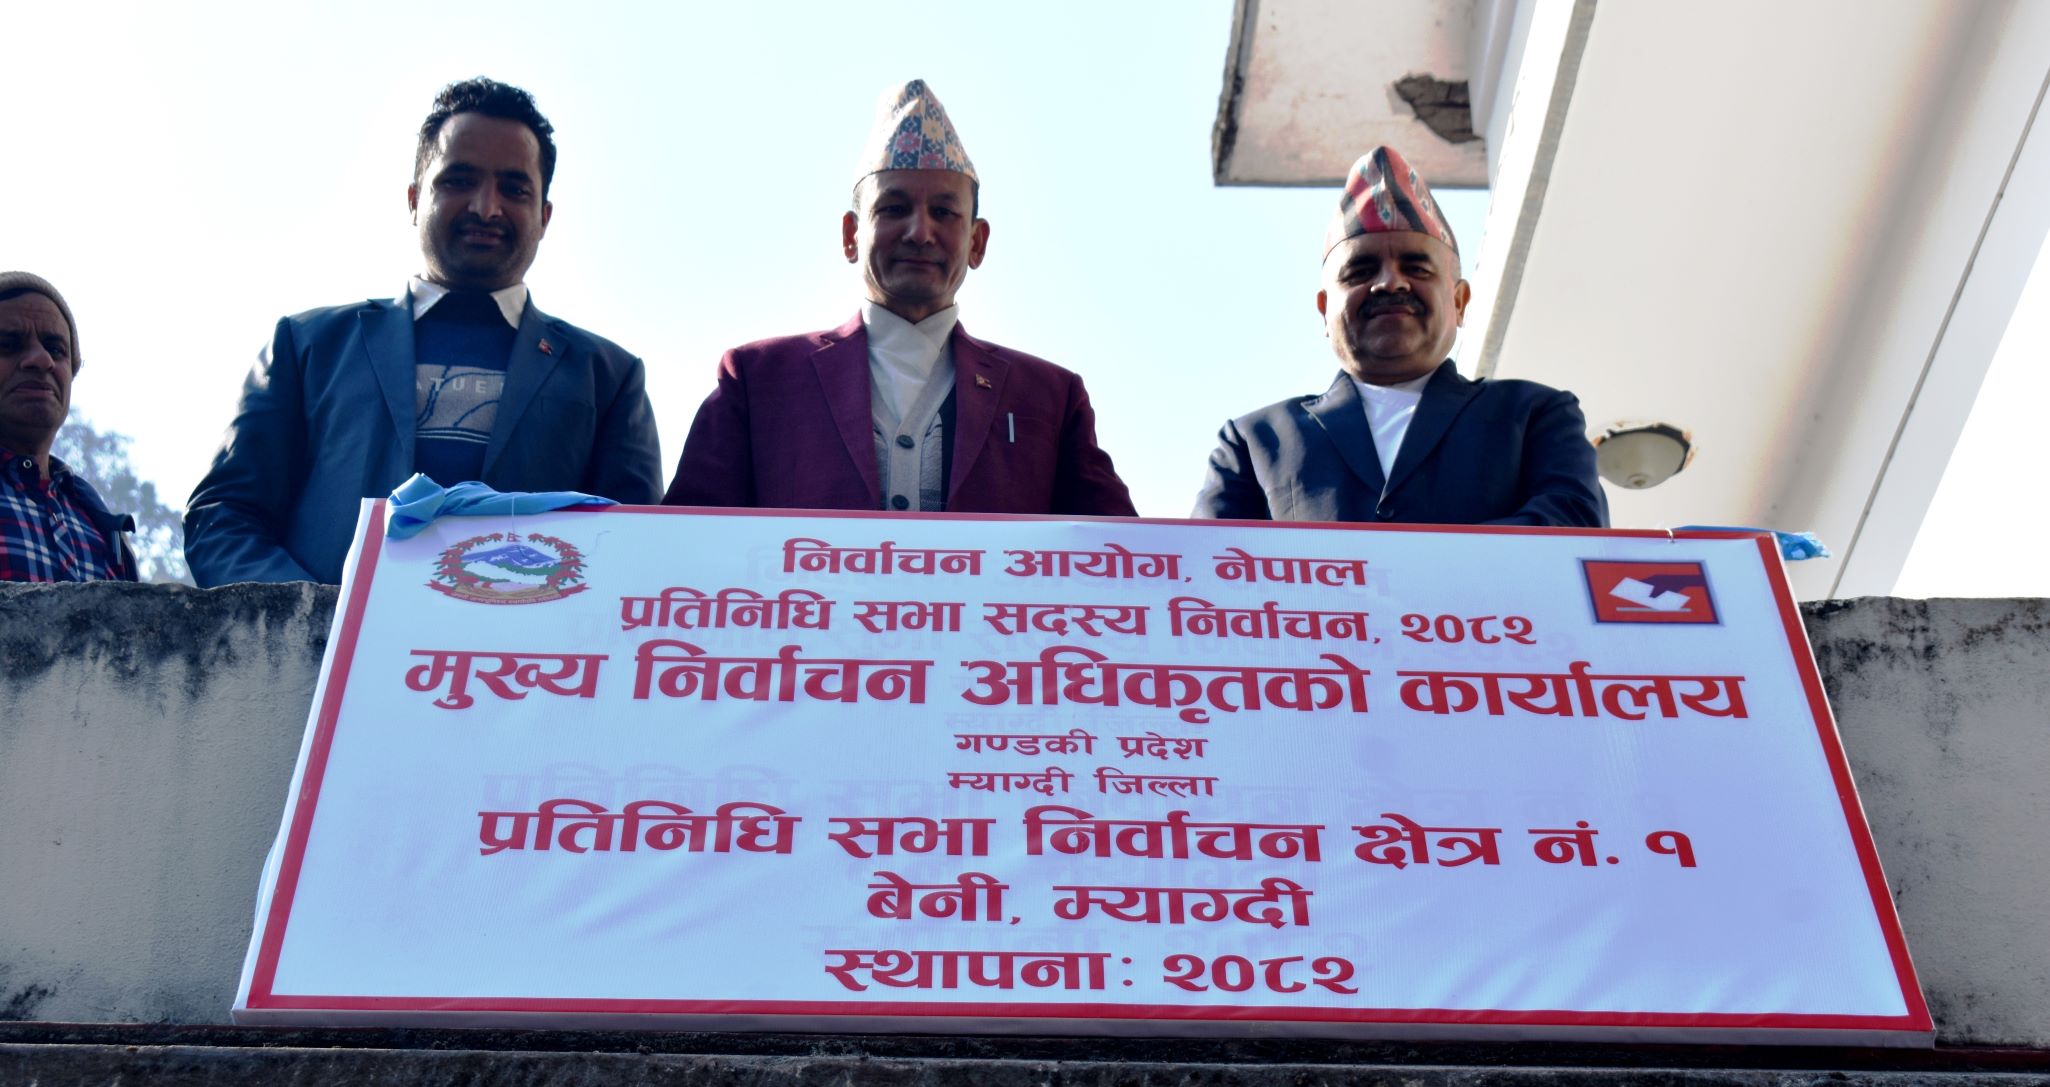 निर्वाचन आयोग, नेपाल
प्रतिनिधि सभा सदस्य निर्वाचन, २०८२
मुख्य निर्वाचन अधिकृतको कार्यालय
गण्डकी प्रदेश
म्याग्दी जिल्ला
प्रतिनिधि सभा निर्वाचन क्षेत्र नं. १
बेनी, म्याग्दी
स्थापनाः २०८२